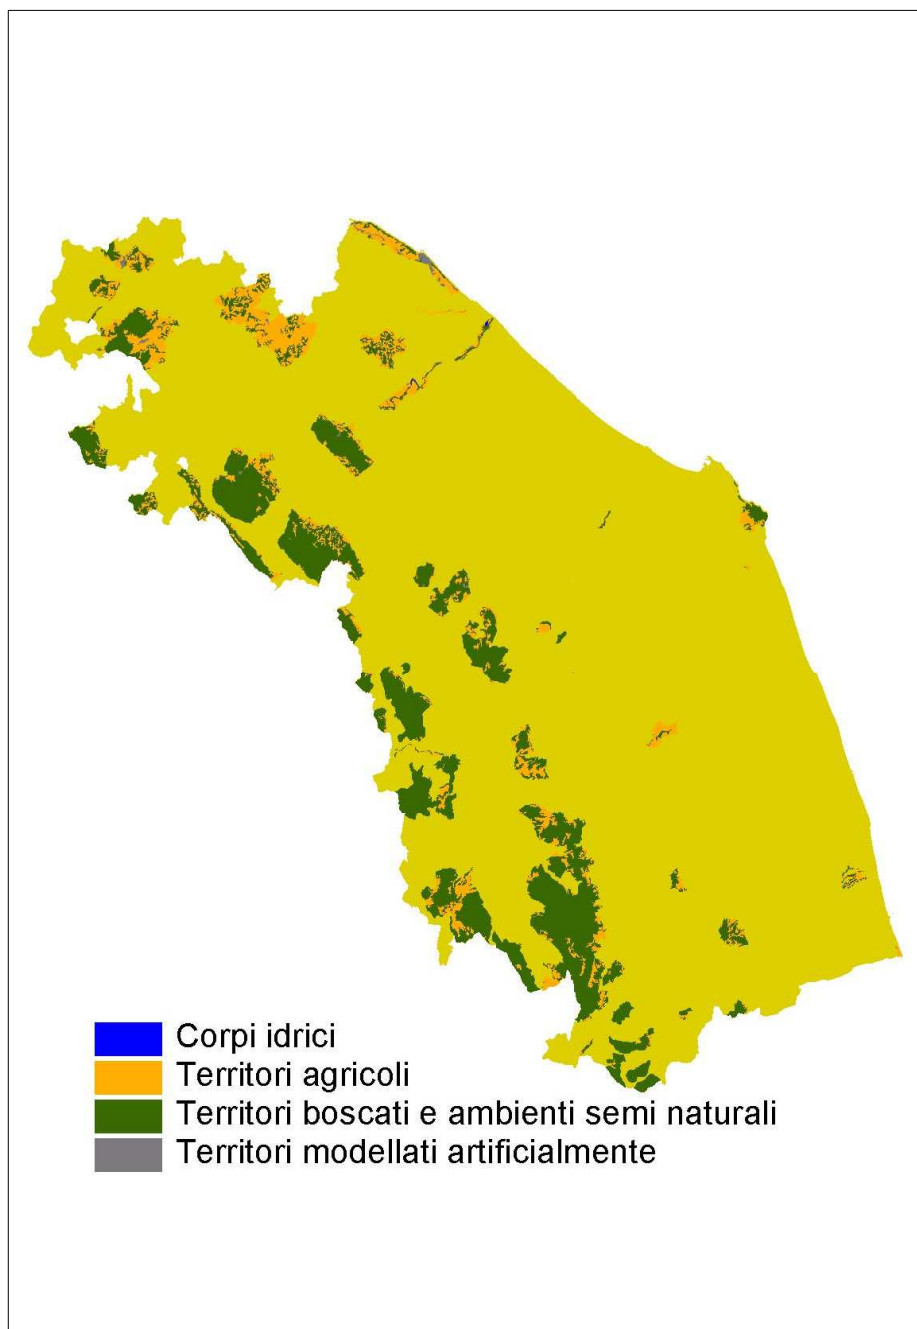 Corpi idrici
Territori agricoli
Territori boscati e ambienti semi naturali
Territori modellati artificialmente